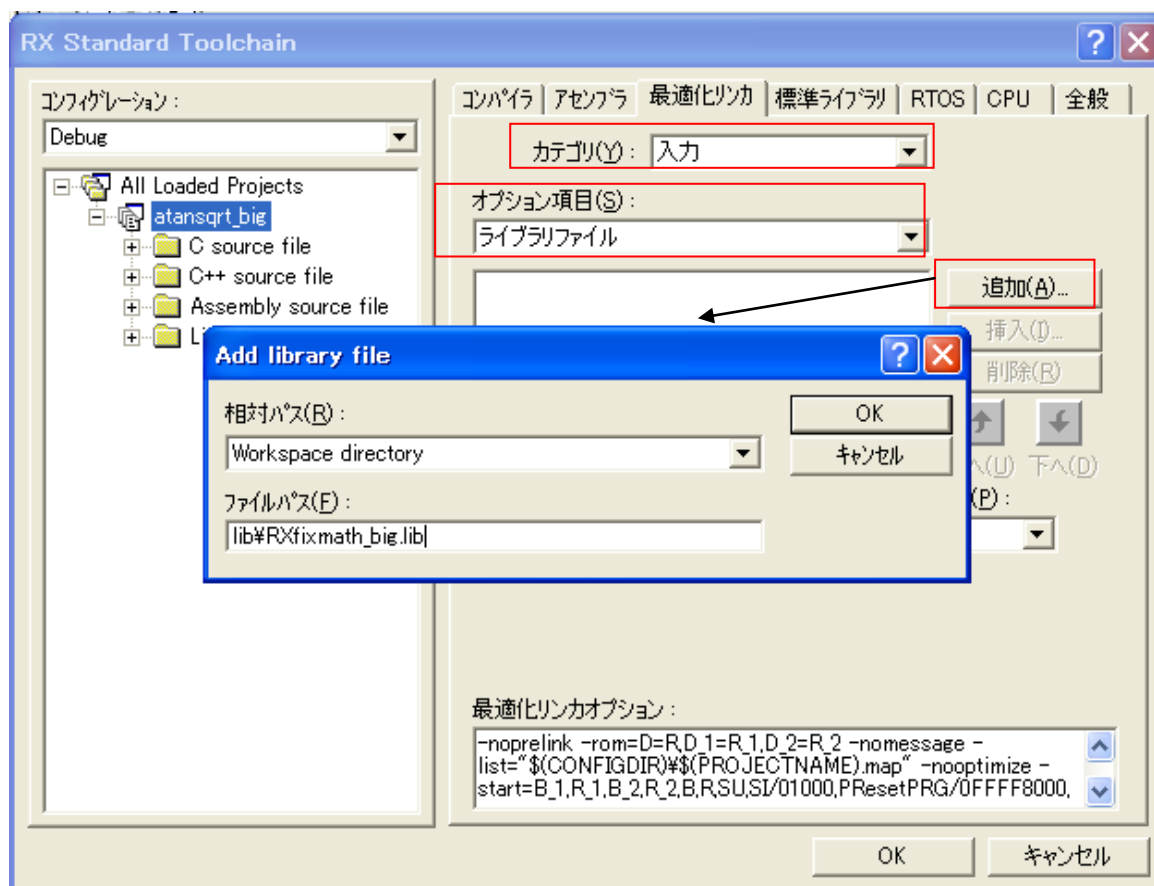 RX Standard Toolchain
コンフィグレーション :
Debug
All Loaded Projects
atansqrt_big
C source file
C++ source file
Assembly source file
コンパイラ
アセンブラ
最適化リンカ
標準ライブラリ
RTOS
CPU
全般
カテゴリ(Y) :
入力
オプション項目(S) :
ライブラリファイル
追加(A)...
挿入(I)...
削除(R)
へ(U) 下へ(D)
(P) :
Add library file
相対パス(R) :
Workspace directory
ファイルパス(F) :
lib¥RXfixmath_big.lib
OK
キャンセル
最適化リンカオプション :
-noprelink -rom=D=R,D_1=R_1,D_2=R_2 -nomessage -
list="$(CONFIGDIR)¥$(PROJECTNAME).map" -nooptimize -
start=B_1,R_1,B_2,R_2,B,R,SU,SI/01000,PResetPRG/0FFFF8000,
OK
キャンセル